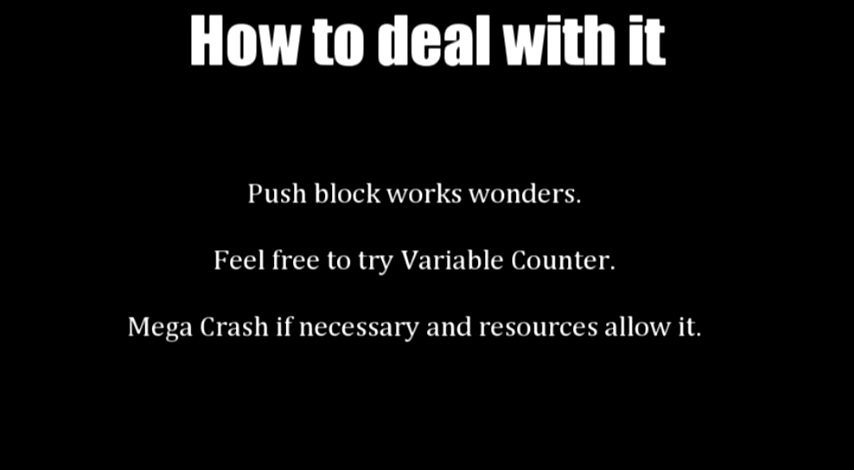 How to deal with it
Push block works wonders.
Feel free to try Variable Counter.
Mega Crash if necessary and resources allow it.